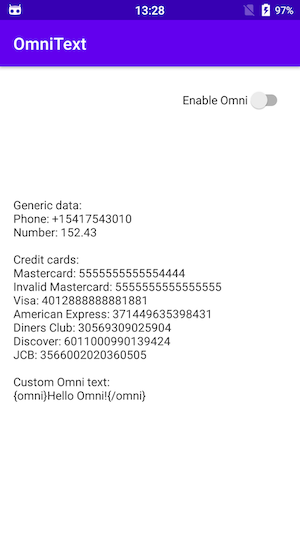 13:28
97%
OmniText
Enable Omni
Generic data:
Phone: +15417543010
Number: 152.43
Credit cards:
Mastercard: 5555555555554444
Invalid Mastercard: 5555555555555555
Visa: 4012888888881881
American Express: 371449635398431
Diners Club: 30569309025904
Discover: 6011000990139424
JCB: 3566002020360505
Custom Omni text:
{omni}Hello Omni!{/omni}